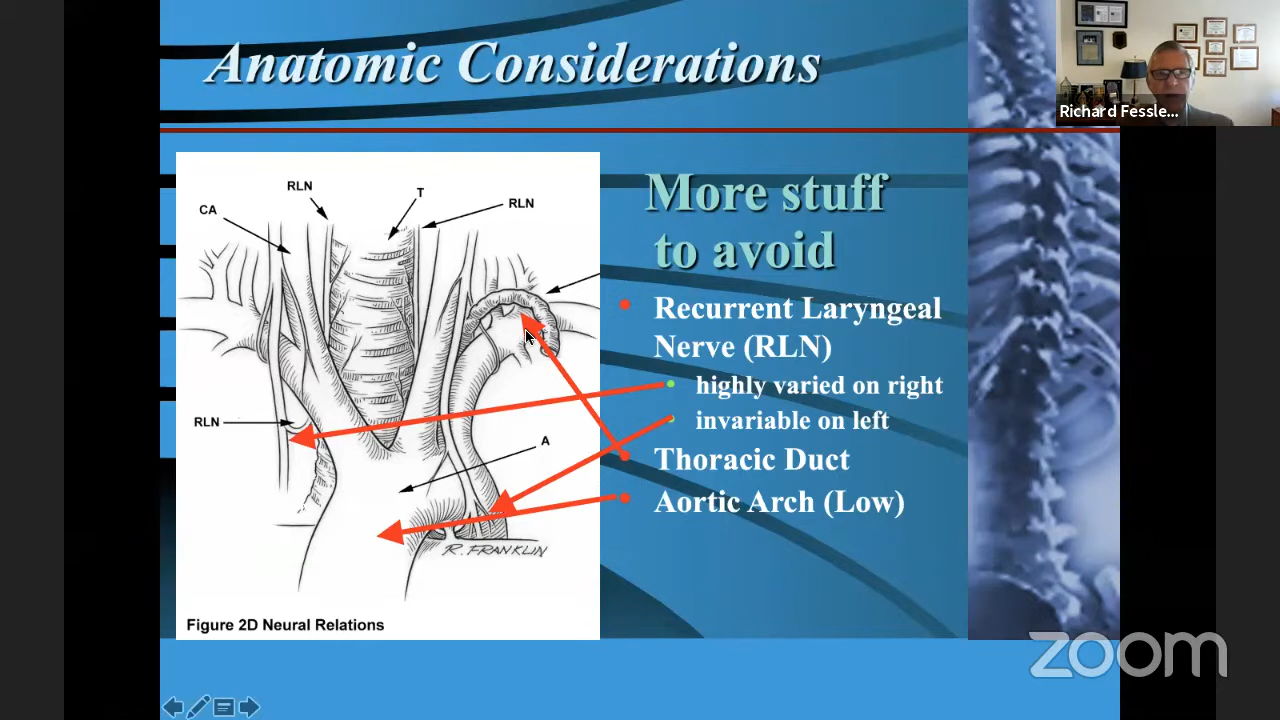 Anatomic Considerations
Richard Fessle...
RLN
T
RLN
CA
RLN
A
R. FRANKLIN
Figure 2D Neural Relations
More stuff
to avoid
Recurrent Laryngeal
Nerve (RLN)
highly varied on right
invariable on left
Thoracic Duct
Aortic Arch (Low)
zoom